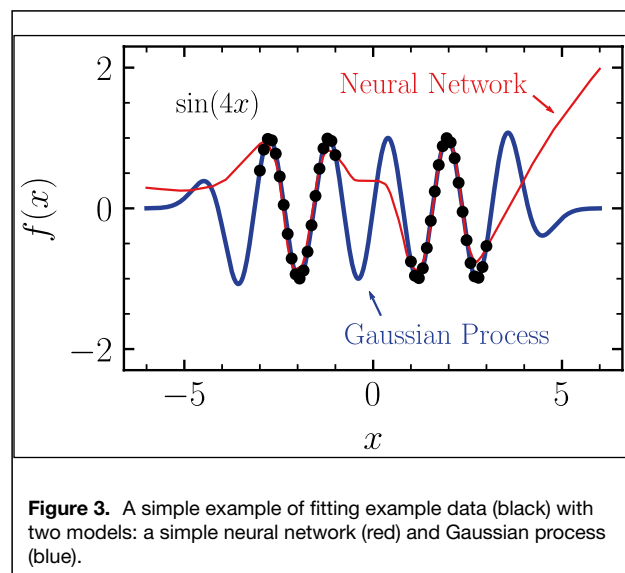 2
Neural Network
sin(4x)
f(x)
0
Gaussian Process
−2
−5
0
5
x
Figure 3. A simple example of fitting example data (black) with
two models: a simple neural network (red) and Gaussian process
(blue).